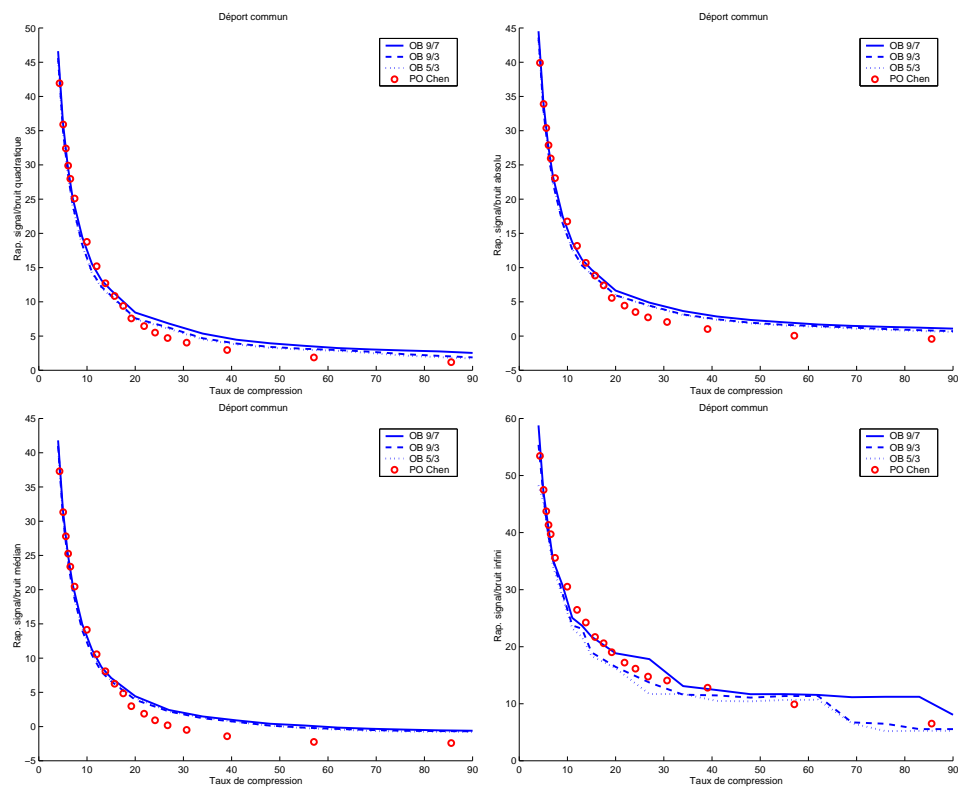 Déport commun
50
45
40
35
30
25
20
15
10
5
0
Rap. signal/bruit quadratique
0 10 20 30 40 50 60 70 80 90
Taux de compression
OB 9/7
OB 9/3
OB 5/3
PO Chen
Déport commun
45
40
35
30
25
20
15
10
5
0
−5
Rap. signal/bruit absolu
0 10 20 30 40 50 60 70 80 90
Taux de compression
OB 9/7
OB 9/3
OB 5/3
PO Chen
Déport commun
45
40
35
30
25
20
15
10
5
0
−5
Rap. signal/bruit médian
0 10 20 30 40 50 60 70 80 90
Taux de compression
OB 9/7
OB 9/3
OB 5/3
PO Chen
Déport commun
60
50
40
30
20
10
0
Rap. signal/bruit infini
0 10 20 30 40 50 60 70 80 90
Taux de compression
OB 9/7
OB 9/3
OB 5/3
PO Chen